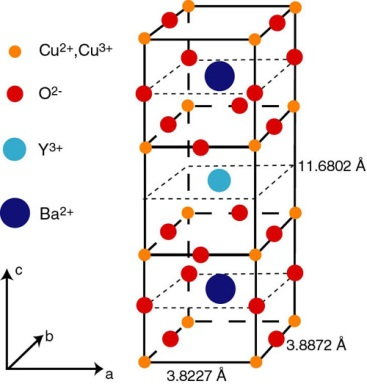 Cu2+,Cu3+
O2-
Y3+
Ba2+
11.6802 Å
c
b
a
3.8872 Å
3.8227 Å